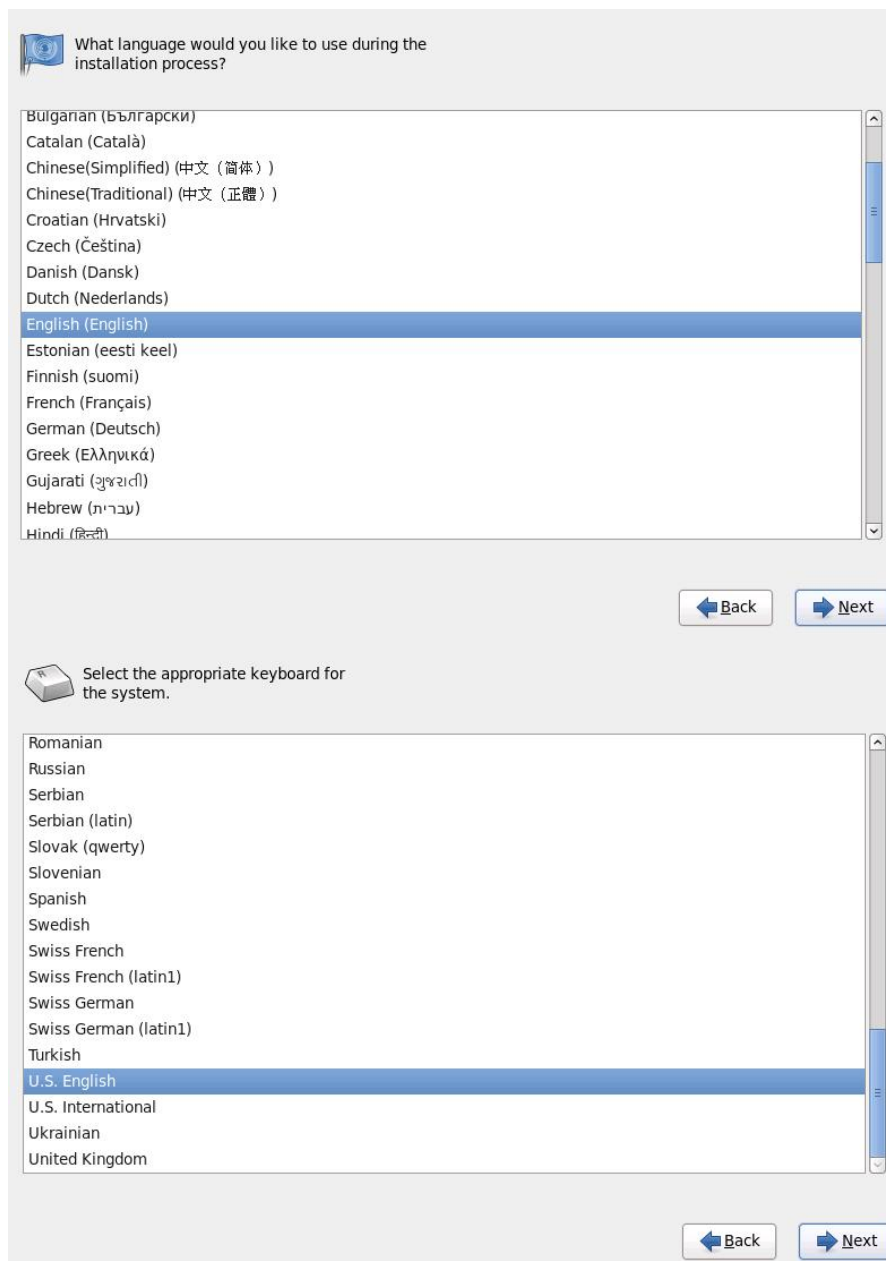 What language would you like to use during the
installation process?
Bulgarian (Български)
Catalan (Català)
Chinese(Simplified) (中文（简体）)
Chinese(Traditional) (中文（正體）)
Croatian (Hrvatski)
Czech (Čeština)
Danish (Dansk)
Dutch (Nederlands)
English (English)
Estonian (eesti keel)
Finnish (suomi)
French (Français)
German (Deutsch)
Greek (Ελληνικά)
Gujarati (ગુજરાતી)
Hebrew (עברית)
Hindi (हिन्दी)
Back
Next
R
Select the appropriate keyboard for
the system.
Romanian
Russian
Serbian
Serbian (latin)
Slovak (qwerty)
Slovenian
Spanish
Swedish
Swiss French
Swiss French (latin1)
Swiss German
Swiss German (latin1)
Turkish
U.S. English
U.S. International
Ukrainian
United Kingdom
Back
Next